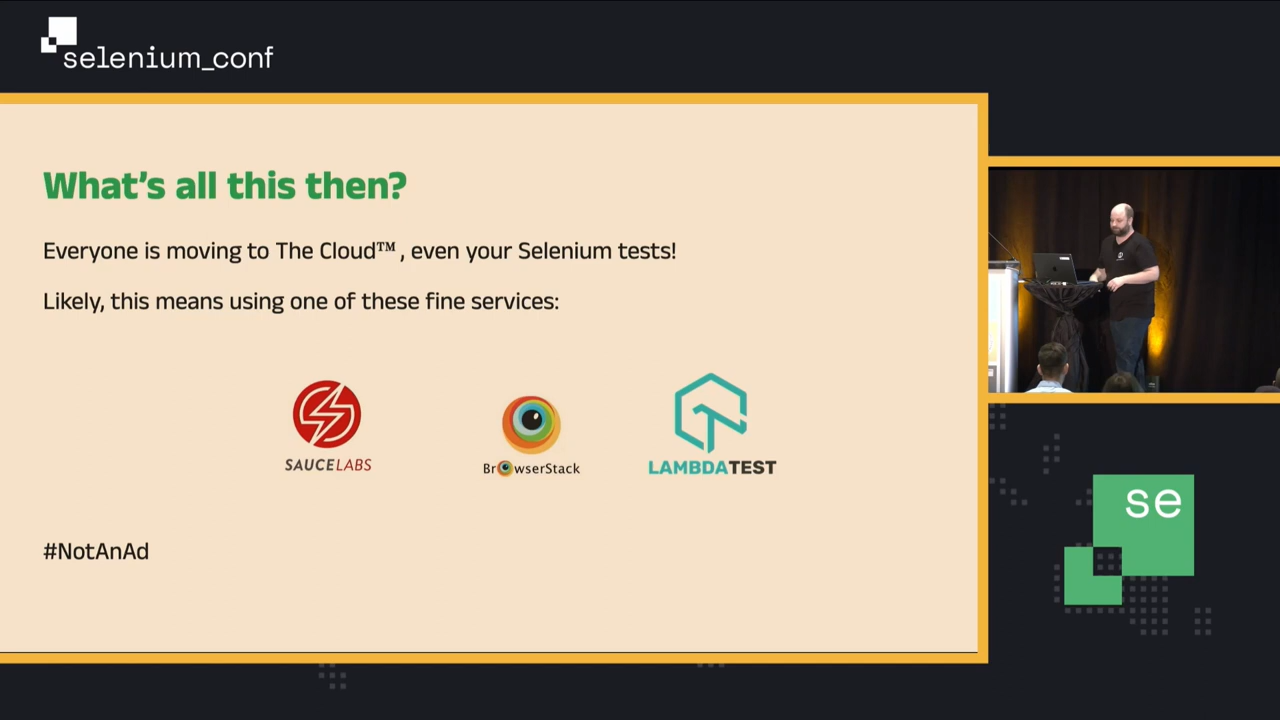 selenium_conf
What's all this then?
Everyone is moving to The Cloud™ , even your Selenium tests!
Likely, this means using one of these fine services:
SAUCELABS
BrowserStack
LAMBDATEST
#NotAnAd
se